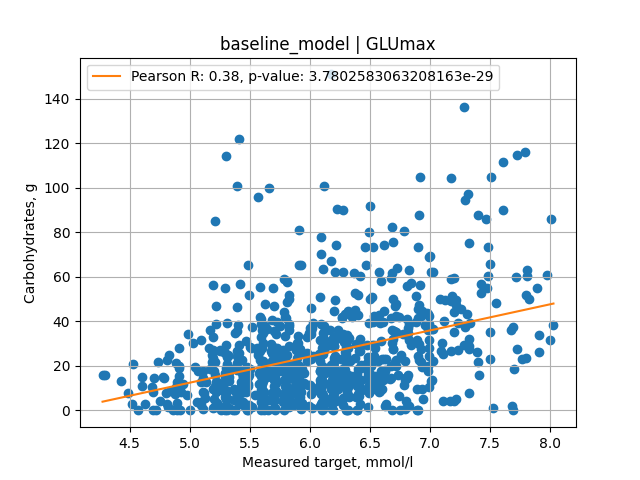 baseline_model | GLUmax
Pearson R: 0.38, p-value: 3.7802583063208163e-29
140
120
100
80
60
40
20
0
Carbohydrates, g
4.5 5.0 5.5 6.0 6.5 7.0 7.5 8.0
Measured target, mmol/l